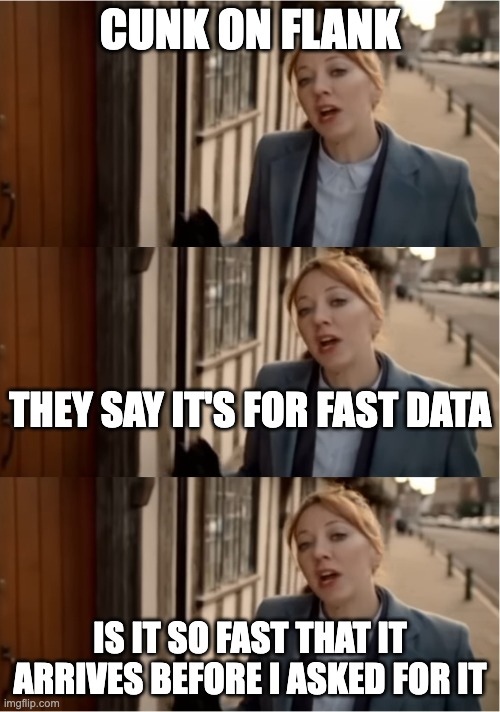 CUNK ON FLANK
THEY SAY IT'S FOR FAST DATA
IS IT SO FAST THAT IT
ARRIVES BEFORE I ASKED FOR IT
imgflip.com